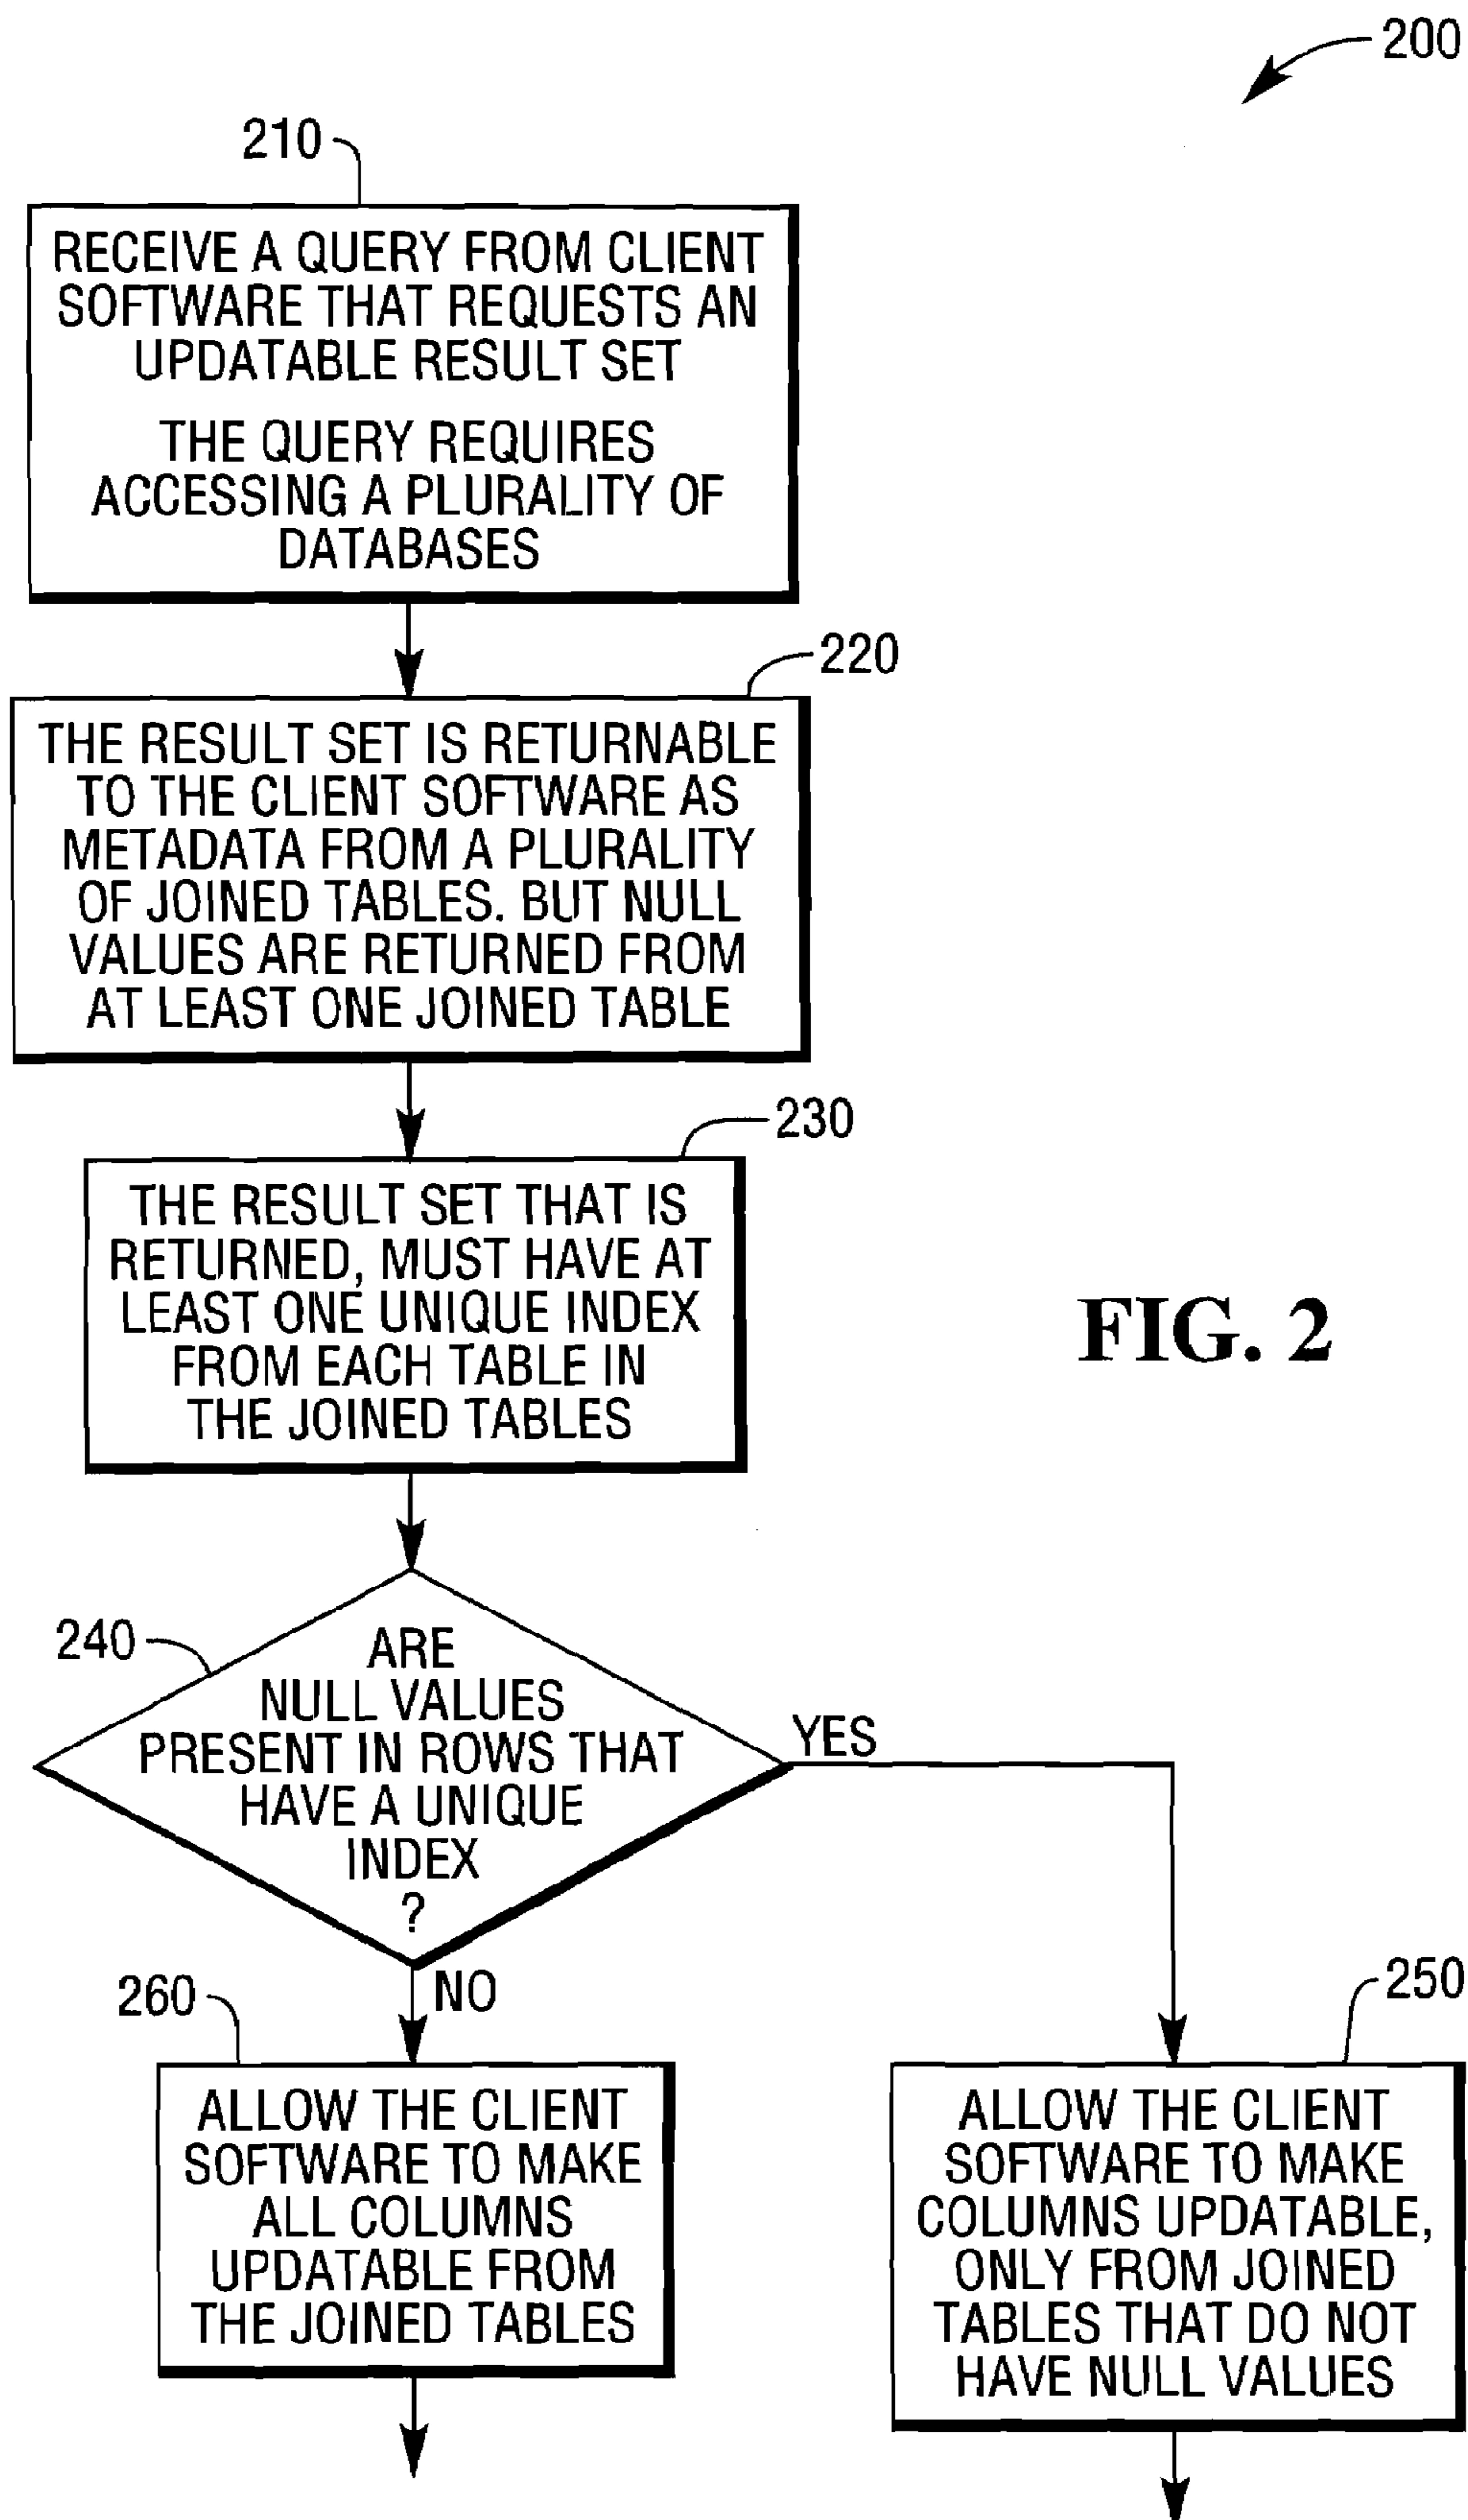 200
210
RECEIVE A QUERY FROM CLIENT
SOFTWARE THAT REQUESTS AN
UPDATABLE RESULT SET
THE QUERY REQUIRES
ACCESSING A PLURALITY OF
DATABASES
220
THE RESULT SET IS RETURNABLE
TO THE CLIENT SOFTWARE AS
METADATA FROM A PLURALITY
OF JOINED TABLES. BUT NULL
VALUES ARE RETURNED FROM
AT LEAST ONE JOINED TABLE
230
THE RESULT SET THAT IS
RETURNED, MUST HAVE AT
LEAST ONE UNIQUE INDEX
FROM EACH TABLE IN
THE JOINED TABLES
FIG. 2
240
ARE
NULL VALUES
PRESENT IN ROWS THAT
HAVE A UNIQUE
INDEX
?
YES
NO
260
ALLOW THE CLIENT
SOFTWARE TO MAKE
ALL COLUMNS
UPDATABLE FROM
THE JOINED TABLES
250
ALLOW THE CLIENT
SOFTWARE TO MAKE
COLUMNS UPDATABLE,
ONLY FROM JOINED
TABLES THAT DO NOT
HAVE NULL VALUES